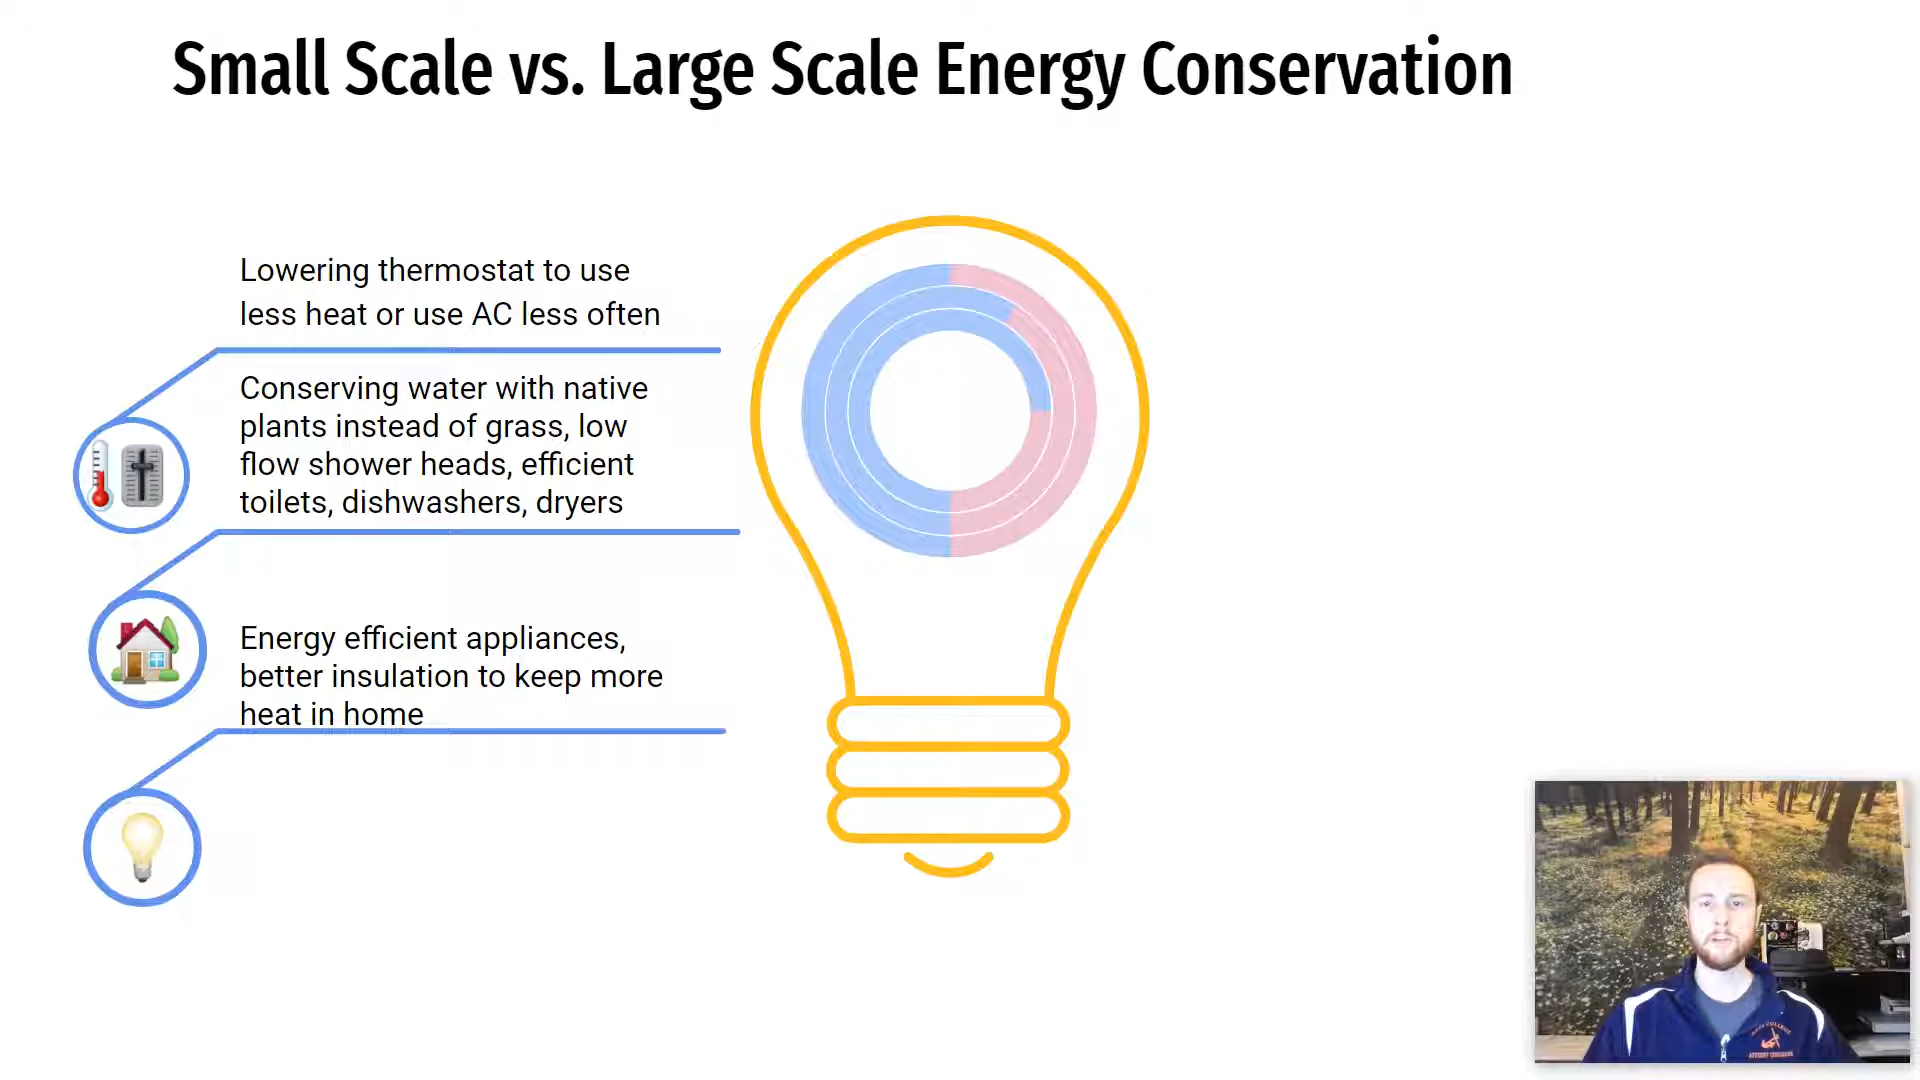 Small Scale vs. Large Scale Energy Conservation
Lowering thermostat to use
less heat or use AC less often
Conserving water with native
plants instead of grass, low
flow shower heads, efficient
toilets, dishwashers, dryers
Energy efficient appliances,
better insulation to keep more
heat in home